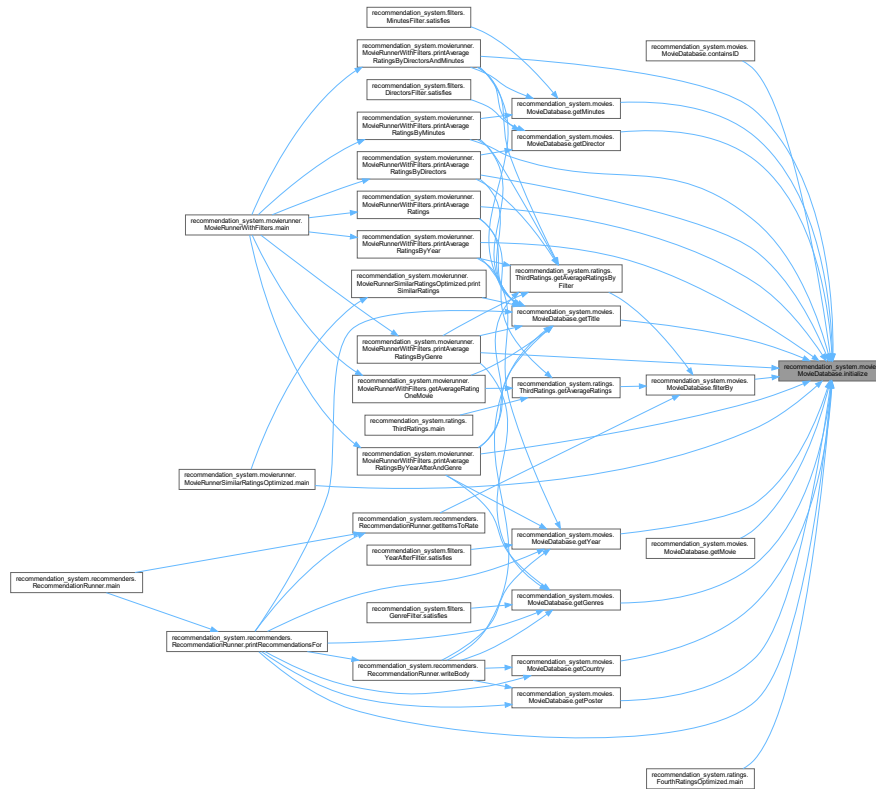 recommendation_system.filters.
MinutesFilter.satisfies
recommendation_system.movierunner.
MovieRunnerWithFilters.printAverage
RatingsByDirectorsAndMinutes
recommendation_system.movies.
MovieDatabase.containsID
recommendation_system.filters.
DirectorsFilter.satisfies
recommendation_system.movies.
MovieDatabase.getMinutes
recommendation_system.movierunner.
MovieRunnerWithFilters.printAverage
RatingsByMinutes
recommendation_system.movies.
MovieDatabase.getDirector
recommendation_system.movierunner.
MovieRunnerWithFilters.printAverage
RatingsByDirectors
recommendation_system.movierunner.
MovieRunnerWithFilters.printAverage
Ratings
recommendation_system.movierunner.
MovieRunnerWithFilters.main
recommendation_system.movierunner.
MovieRunnerWithFilters.printAverage
RatingsByYear
recommendation_system.ratings.
ThirdRatings.getAverageRatingsBy
Filter
recommendation_system.movierunner.
MovieRunnerSimilarRatingsOptimized.print
SimilarRatings
recommendation_system.movies.
MovieDatabase.getTitle
recommendation_system.movierunner.
MovieRunnerWithFilters.printAverage
RatingsByGenre
recommendation_system.movie
MovieDatabase.initialize
recommendation_system.movierunner.
MovieRunnerWithFilters.getAverageRating
OneMovie
recommendation_system.ratings.
ThirdRatings.getAverageRatings
recommendation_system.movies.
MovieDatabase.filterBy
recommendation_system.ratings.
ThirdRatings.main
recommendation_system.movierunner.
MovieRunnerWithFilters.printAverage
RatingsByYearAfterAndGenre
recommendation_system.movierunner.
MovieRunnerSimilarRatingsOptimized.main
recommendation_system.recommenders.
RecommendationRunner.getItemsToRate
recommendation_system.movies.
MovieDatabase.getYear
recommendation_system.filters.
YearAfterFilter.satisfies
recommendation_system.movies.
MovieDatabase.getMovie
recommendation_system.recommenders.
RecommendationRunner.main
recommendation_system.filters.
GenreFilter.satisfies
recommendation_system.movies.
MovieDatabase.getGenres
recommendation_system.recommenders.
RecommendationRunner.printRecommendationsFor
recommendation_system.recommenders.
RecommendationRunner.writeBody
recommendation_system.movies.
MovieDatabase.getCountry
recommendation_system.movies.
MovieDatabase.getPoster
recommendation_system.ratings.
FourthRatingsOptimized.main